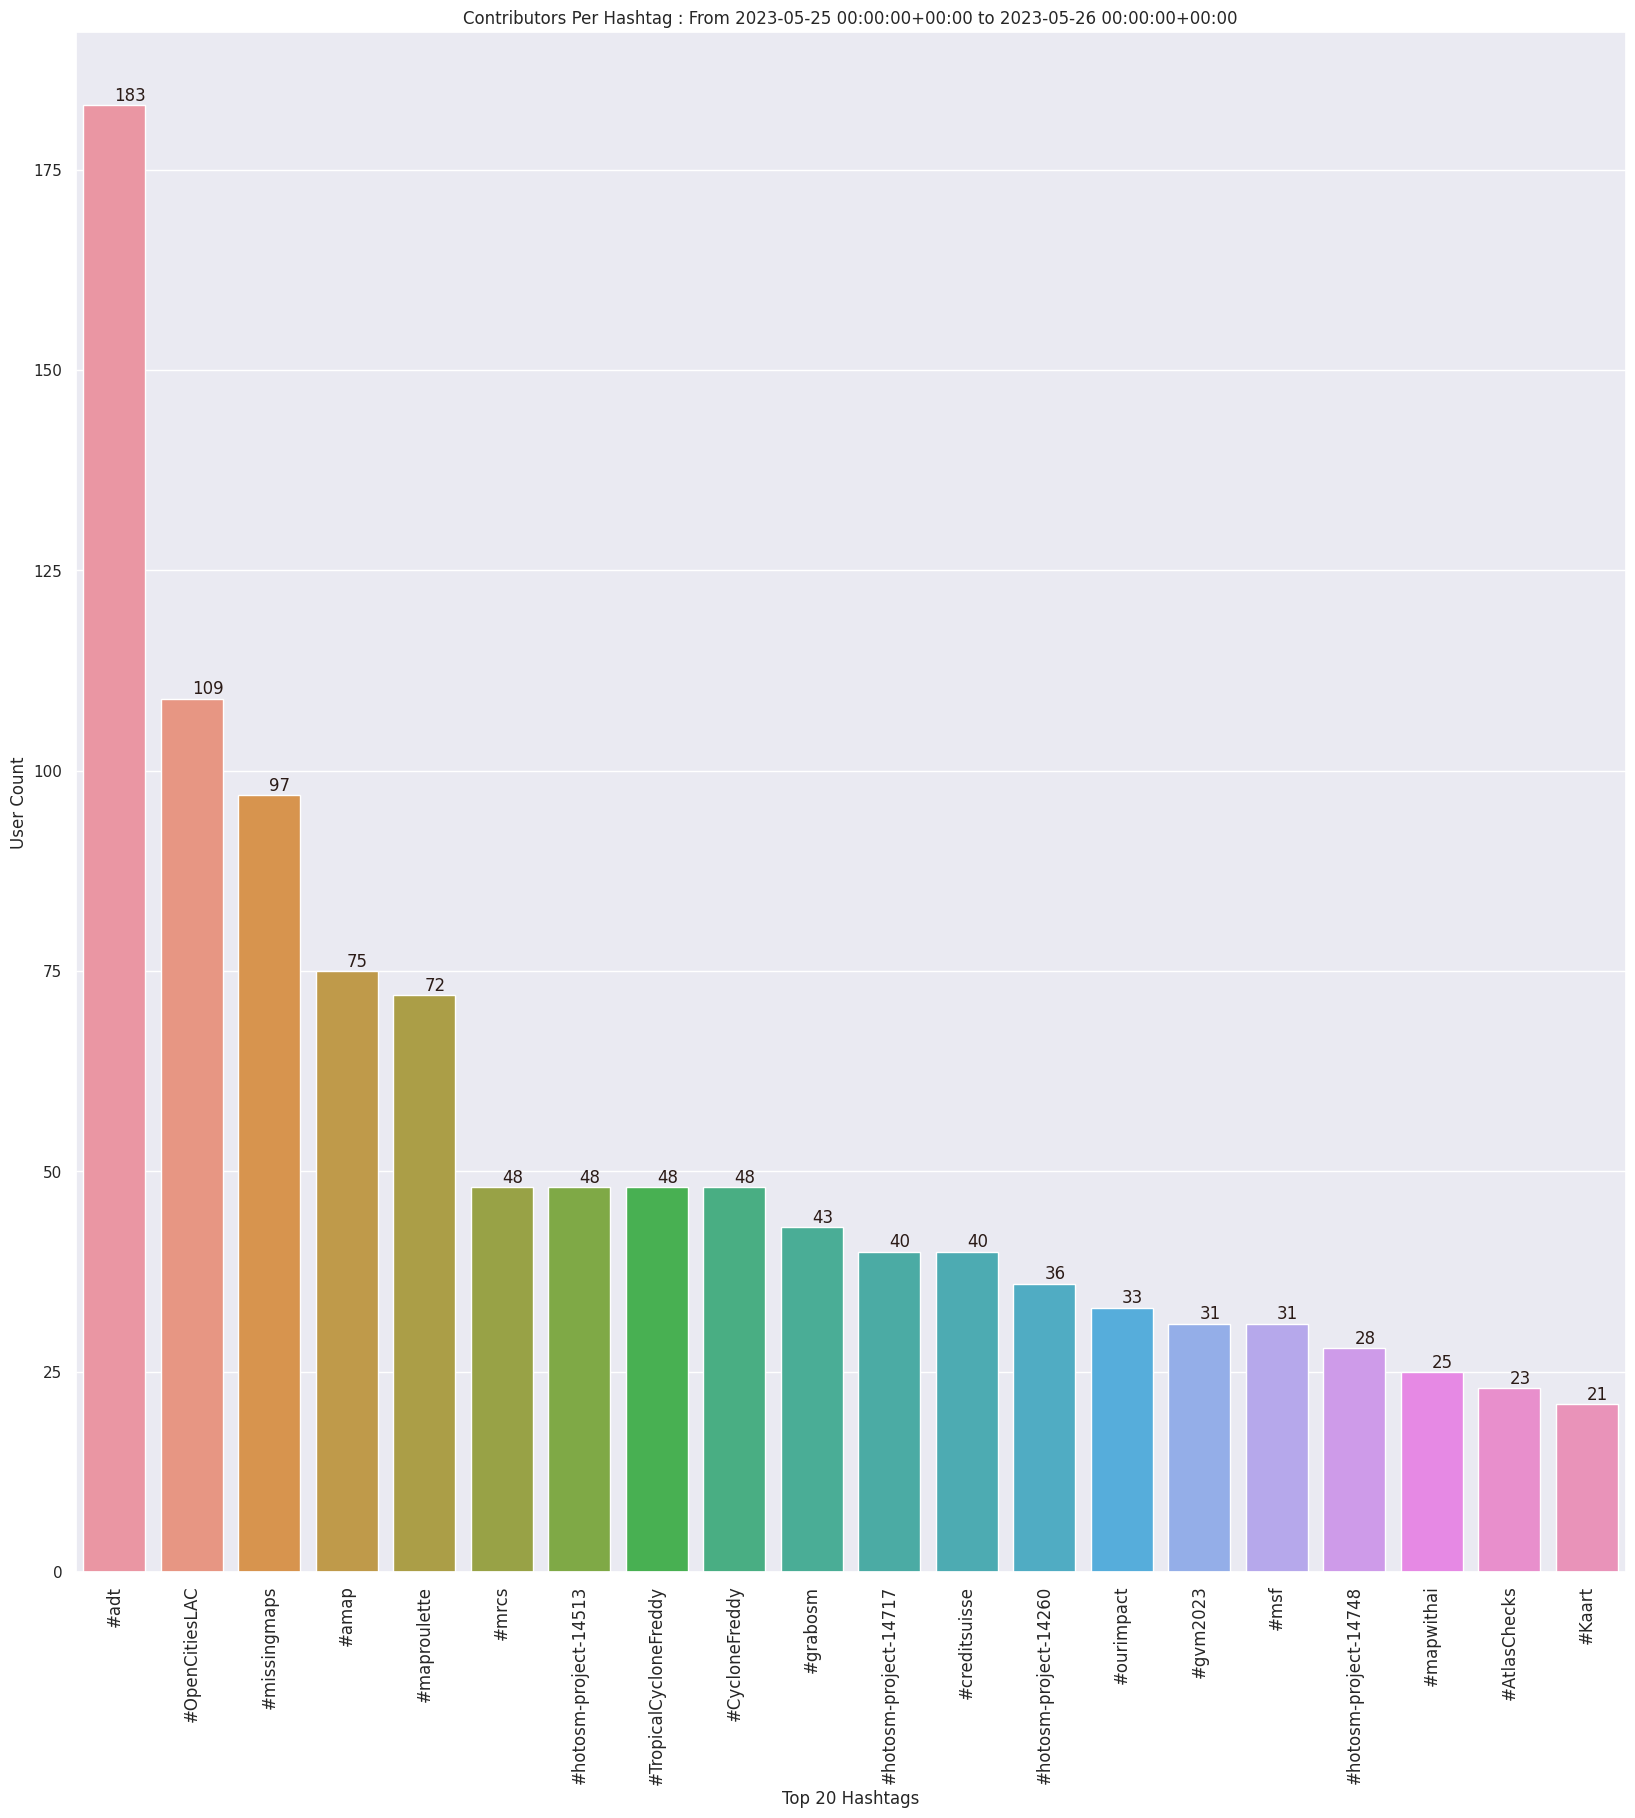 Contributors Per Hashtag : From 2023-05-25 00:00:00+00:00 to 2023-05-26 00:00:00+00:00
User Count
175
150
125
100
75
50
25
0
183
109
97
75
72
48
48
48
48
43
40
40
36
33
31
31
28
25
23
21
#adt
#OpenCitiesLAC
#missingmaps
#amap
#maproulette
#mrcs
#hotosm-project-14513
#TropicalCycloneFreddy
#CycloneFreddy
#grabosm
#hotosm-project-14717
#creditsuisse
#hotosm-project-14260
#ourimpact
#gvm2023
#msf
#hotosm-project-14748
#mapwithai
#AtlasChecks
#Kaart
Top 20 Hashtags